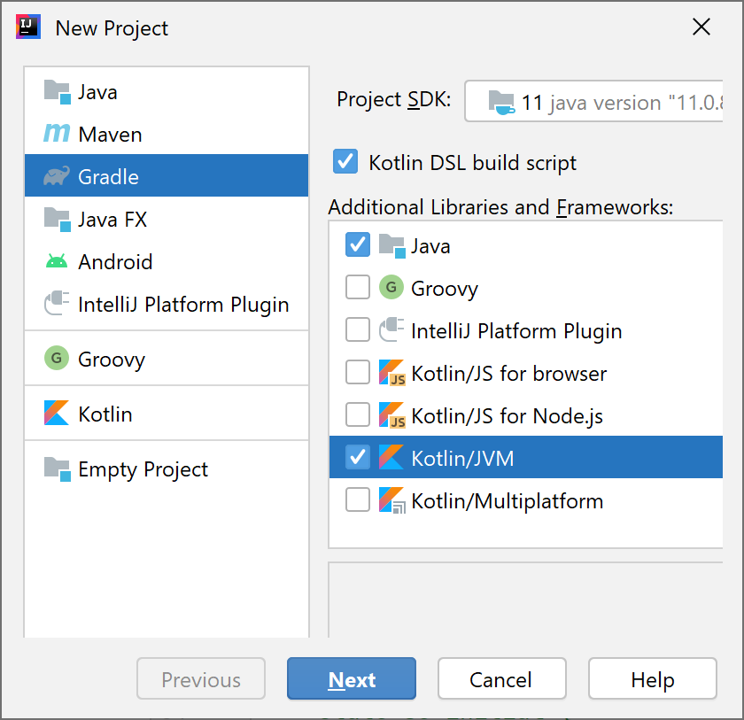 New Project
Java
Maven
Gradle
Java FX
Android
IntelliJ Platform Plugin
Groovy
Kotlin
Empty Project
Project SDK: 11 java version "11.0.8
Kotlin DSL build script
Additional Libraries and Frameworks:
Java
Groovy
IntelliJ Platform Plugin
Kotlin/JS for browser
Kotlin/JS for Node.js
Kotlin/JVM
Kotlin/Multiplatform
Previous Next Cancel Help